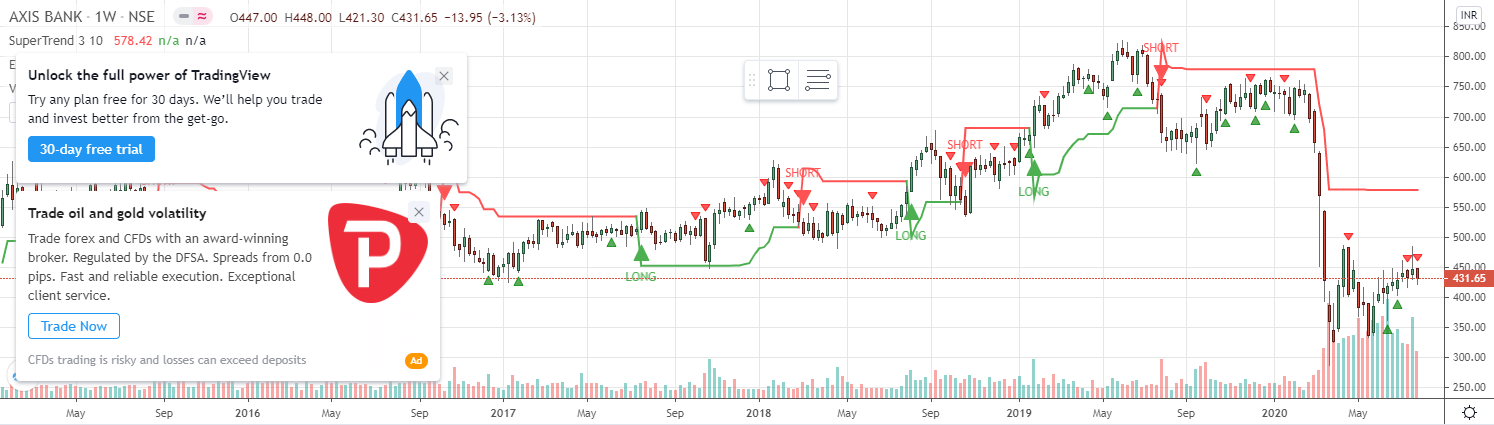 AXIS BANK · 1W · NSE O447.00 H448.00 L421.30 C431.65 −13.95 (−3.13%)
INR
SuperTrend 3 10 578.42 n/a n/a
E
V
Unlock the full power of TradingView
Try any plan free for 30 days. We'll help you trade
and invest better from the get-go.
30-day free trial
Trade oil and gold volatility
Trade forex and CFDs with an award-winning
broker. Regulated by the DFSA. Spreads from 0.0
pips. Fast and reliable execution. Exceptional
client service.
Trade Now
CFDs trading is risky and losses can exceed deposits
Ad
P
LONG
SHORT
LONG
SHORT
LONG
SHORT
850.00
800.00
750.00
700.00
650.00
600.00
550.00
500.00
450.00
431.65
400.00
350.00
300.00
250.00
May Sep 2016 May Sep 2017 May Sep 2018 May Sep 2019 May Sep 2020 May